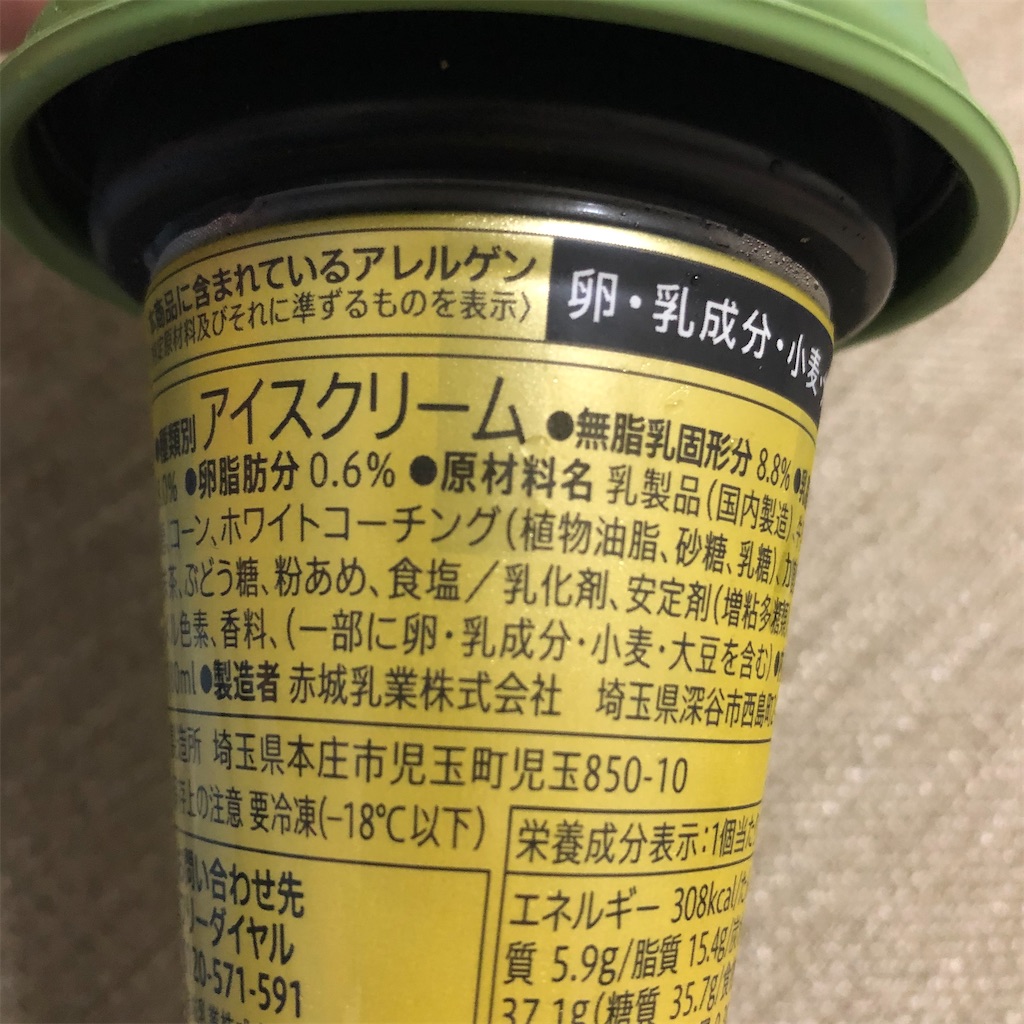 本商品に含まれているアレルゲン
定原材料及びそれに準ずるものを表示〉
卵・乳成分・小麦・
●種類別 アイスクリーム ●無脂乳固形分 8.8% ●
.0% ●卵脂肪分 0.6% ●原材料名 乳製品(国内製造)、
コーン、ホワイトコーチング(植物油脂、砂糖、乳糖)、
茶、ぶどう糖、粉あめ、食塩／乳化剤、安定剤(増粘多糖類
ル色素、香料、(一部に卵・乳成分・小麦・大豆を含む) ●
0ml ●製造者 赤城乳業株式会社 埼玉県深谷市西島町
造所 埼玉県本庄市児玉町児玉850-10
上の注意 要冷凍(−18℃以下)
栄養成分表示:1個当た
エネルギー 308kcal/た
質 5.9g/脂質 15.4g/
37.1g(糖質 35.7g/食
問い合わせ先
リーダイヤル
20-571-591